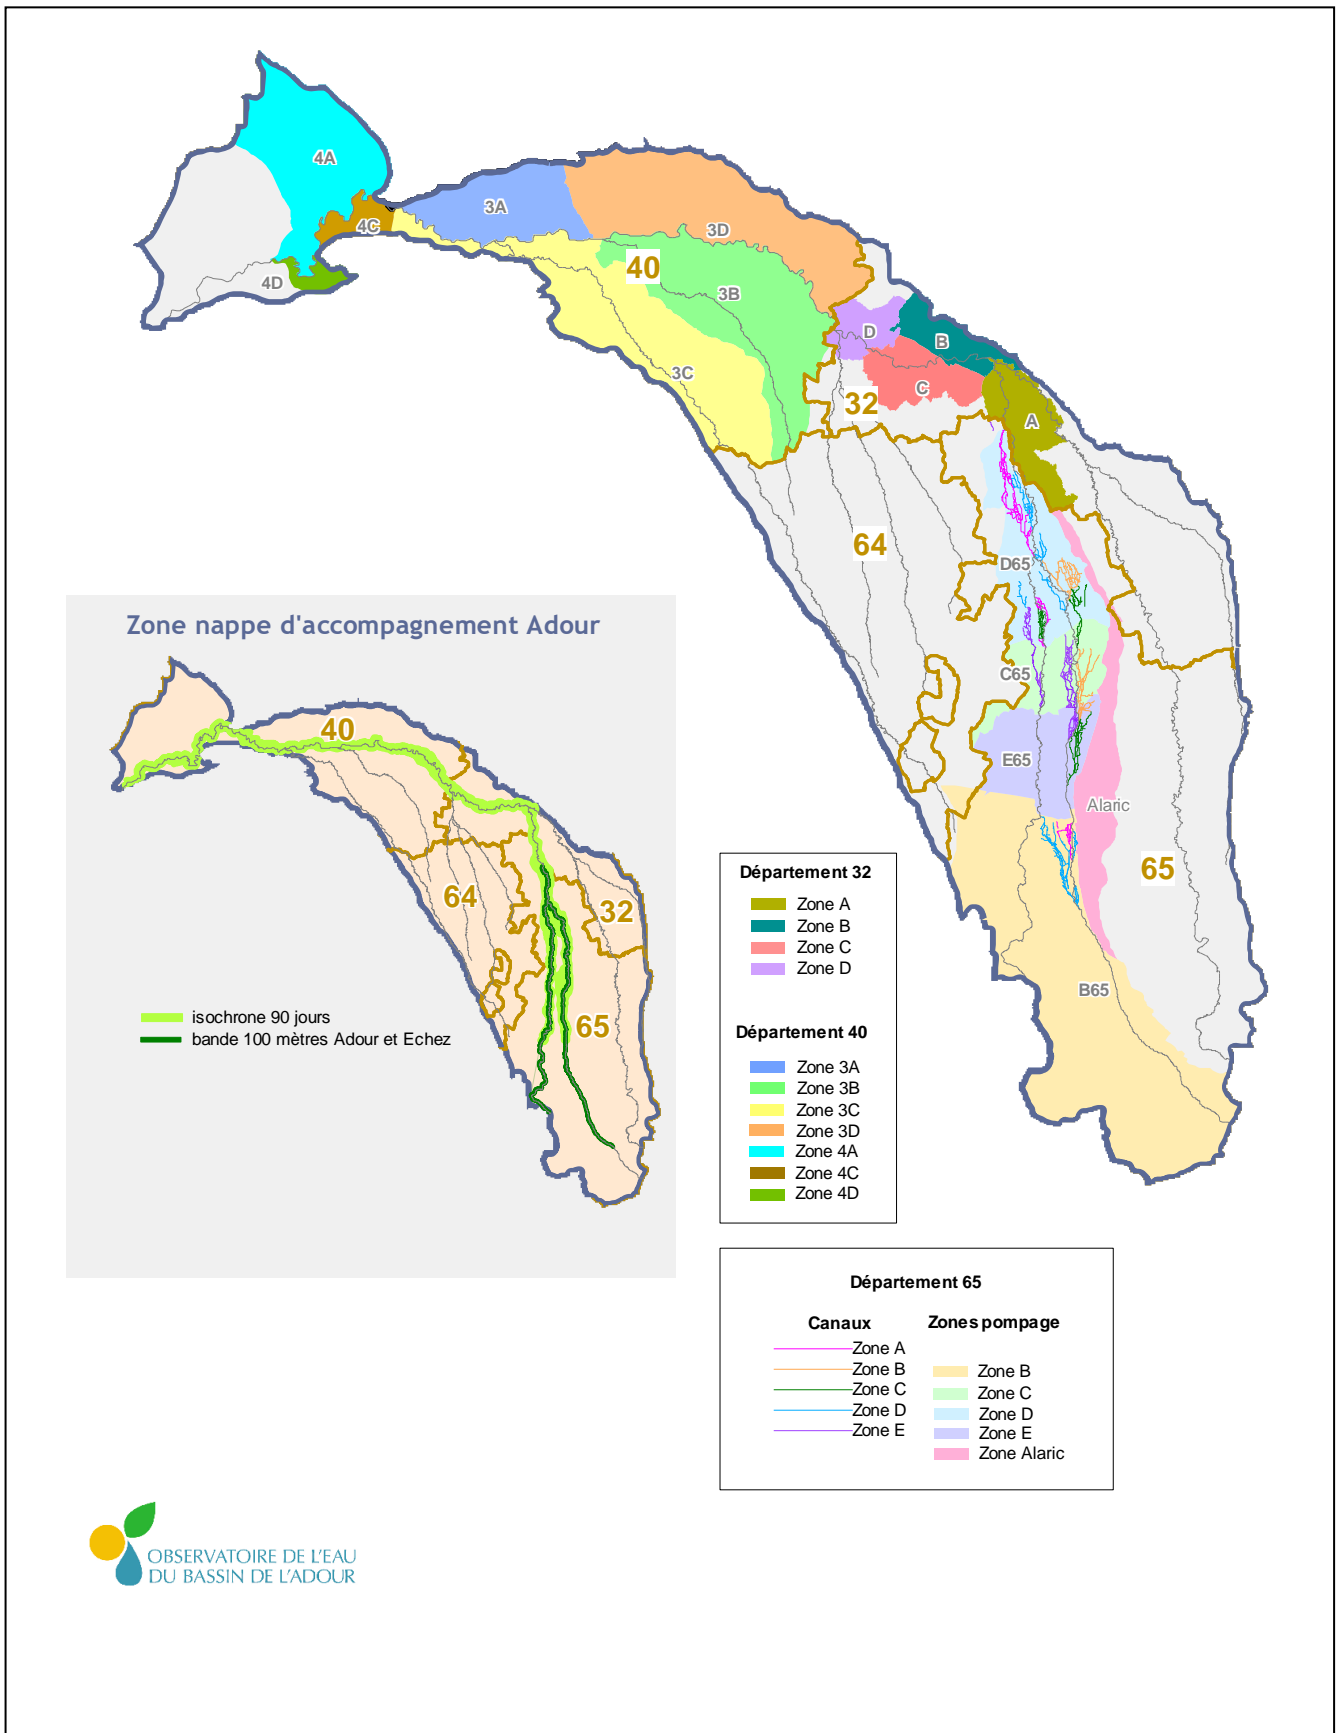 4A
3A
4C
3D
4D
40
3B
D
B
3C
C
32
A
64
D65
C65
E65
Alaric
65
B65
Zone nappe d'accompagnement Adour
40
64
32
65
isochrone 90 jours
bande 100 mètres Adour et Echez
Département 32
Zone A
Zone B
Zone C
Zone D
Département 40
Zone 3A
Zone 3B
Zone 3C
Zone 3D
Zone 4A
Zone 4C
Zone 4D
Département 65
Canaux
Zone A
Zone B
Zone C
Zone D
Zone E
Zones pompage
Zone B
Zone C
Zone D
Zone E
Zone Alaric
OBSERVATOIRE DE L'EAU
DU BASSIN DE L'ADOUR